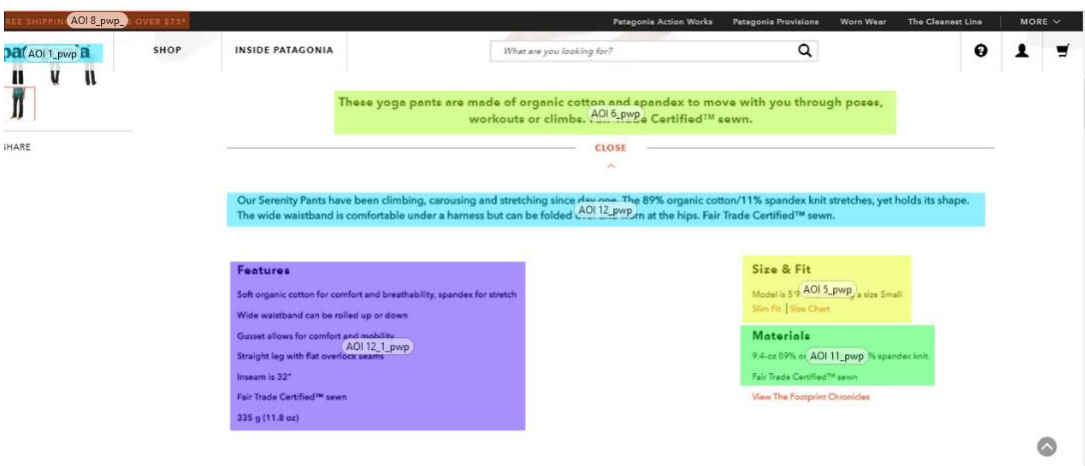 FREE SHIPPIN AOI 8_pwp_ OVER $75*
Patagonia Action Works Patagonia Provisions Worn Wear The Cleanest Line MORE
AOI 1_pwp
SHOP INSIDE PATAGONIA What are you looking for?
These yoga pants are made of organic cotton and spandex to move with you through poses,
workouts or climbs. AOI 6_pwp Certified™ sewn.
SHARE
CLOSE
Our Serenity Pants have been climbing, carousing and stretching since day one. The 89% organic cotton/11% spandex knit stretches, yet holds its shape.
The wide waistband is comfortable under a harness but can be folded AOI 12_pwp at the hips. Fair Trade Certified™ sewn.
Features
Soft organic cotton for comfort and breathability, spandex for stretch
Wide waistband can be rolled up or down
Gusset allows for comfort and mobility
AOI 12_1_pwp
Straight leg with flat overlock seams
Inseam is 32"
Fair Trade Certified™ sewn
335 g (11.8 oz)
Size & Fit
Model is 5'9 AOI 5_pwp a size Small
Slim Fit | Size Chart
Materials
9.4-oz 89% AOI 11_pwp % spandex knit.
Fair Trade Certified™ sewn
View The Footprint Chronicles